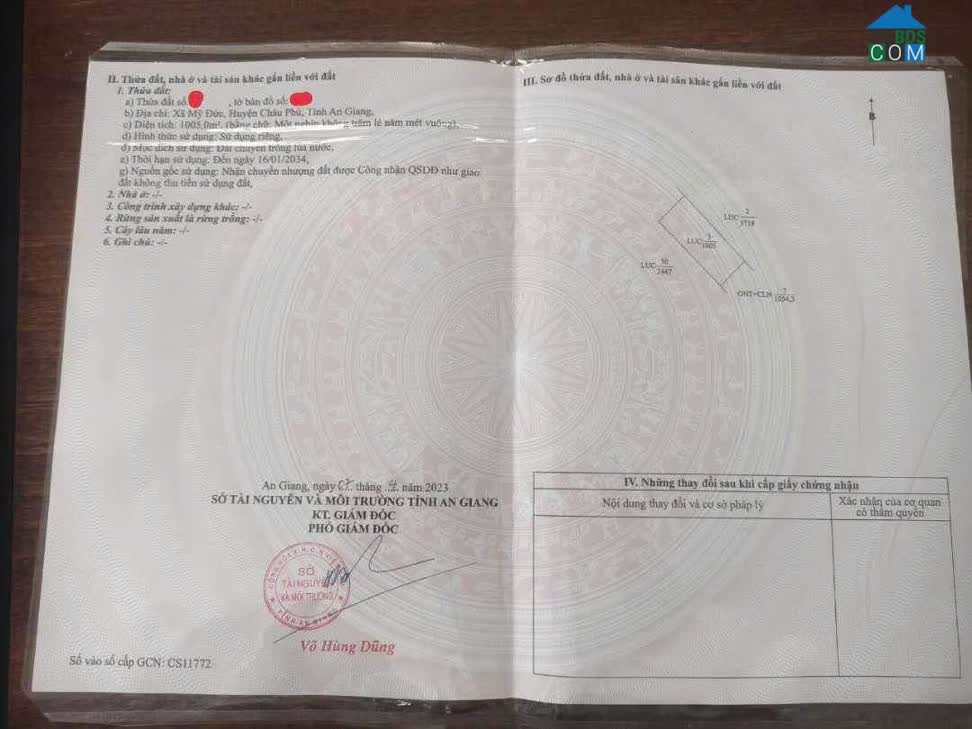 BDS
COM
II. Thửa đất, nhà ở và tài sản khác gắn liền với đất
1. Thửa đất:
a) Thửa đất số: , tờ bản đồ số:
b) Địa chỉ: Xã Mỹ Đức, Huyện Châu Phú, Tỉnh An Giang,
c) Diện tích: 1005,0m², (bằng chữ: Một nghìn không trăm lẻ năm mét vuông),
d) Hình thức sử dụng: Sử dụng riêng,
đ) Mục đích sử dụng: Đất chuyên trồng lúa nước,
e) Thời hạn sử dụng: Đến ngày 16/01/2034,
g) Nguồn gốc sử dụng: Nhận chuyển nhượng đất được Công nhận QSDĐ như giao
đất không thu tiền sử dụng đất,
2. Nhà ở: -/-
3. Công trình xây dựng khác: -/-
4. Rừng sản xuất là rừng trồng: -/-
5. Cây lâu năm: -/-
6. Ghi chú: -/-
An Giang, ngày tháng năm 2023
SỞ TÀI NGUYÊN VÀ MÔI TRƯỜNG TỈNH AN GIANG
KT. GIÁM ĐỐC
PHÓ GIÁM ĐỐC
SỞ
TÀI NGUYÊN
VÀ MÔI TRƯỜNG
TỈNH AN GIANG
Võ Hùng Dũng
Số vào sổ cấp GCN: CS11772
III. Sơ đồ thửa đất, nhà ở và tài sản khác gắn liền với đất
B
LUC 2
3718
LUC 3
1005
LUC 50
2447
ONT+CLN 7
1054,3
IV. Những thay đổi sau khi cấp giấy chứng nhận
Nội dung thay đổi và cơ sở pháp lý
Xác nhận của cơ quan
có thẩm quyền